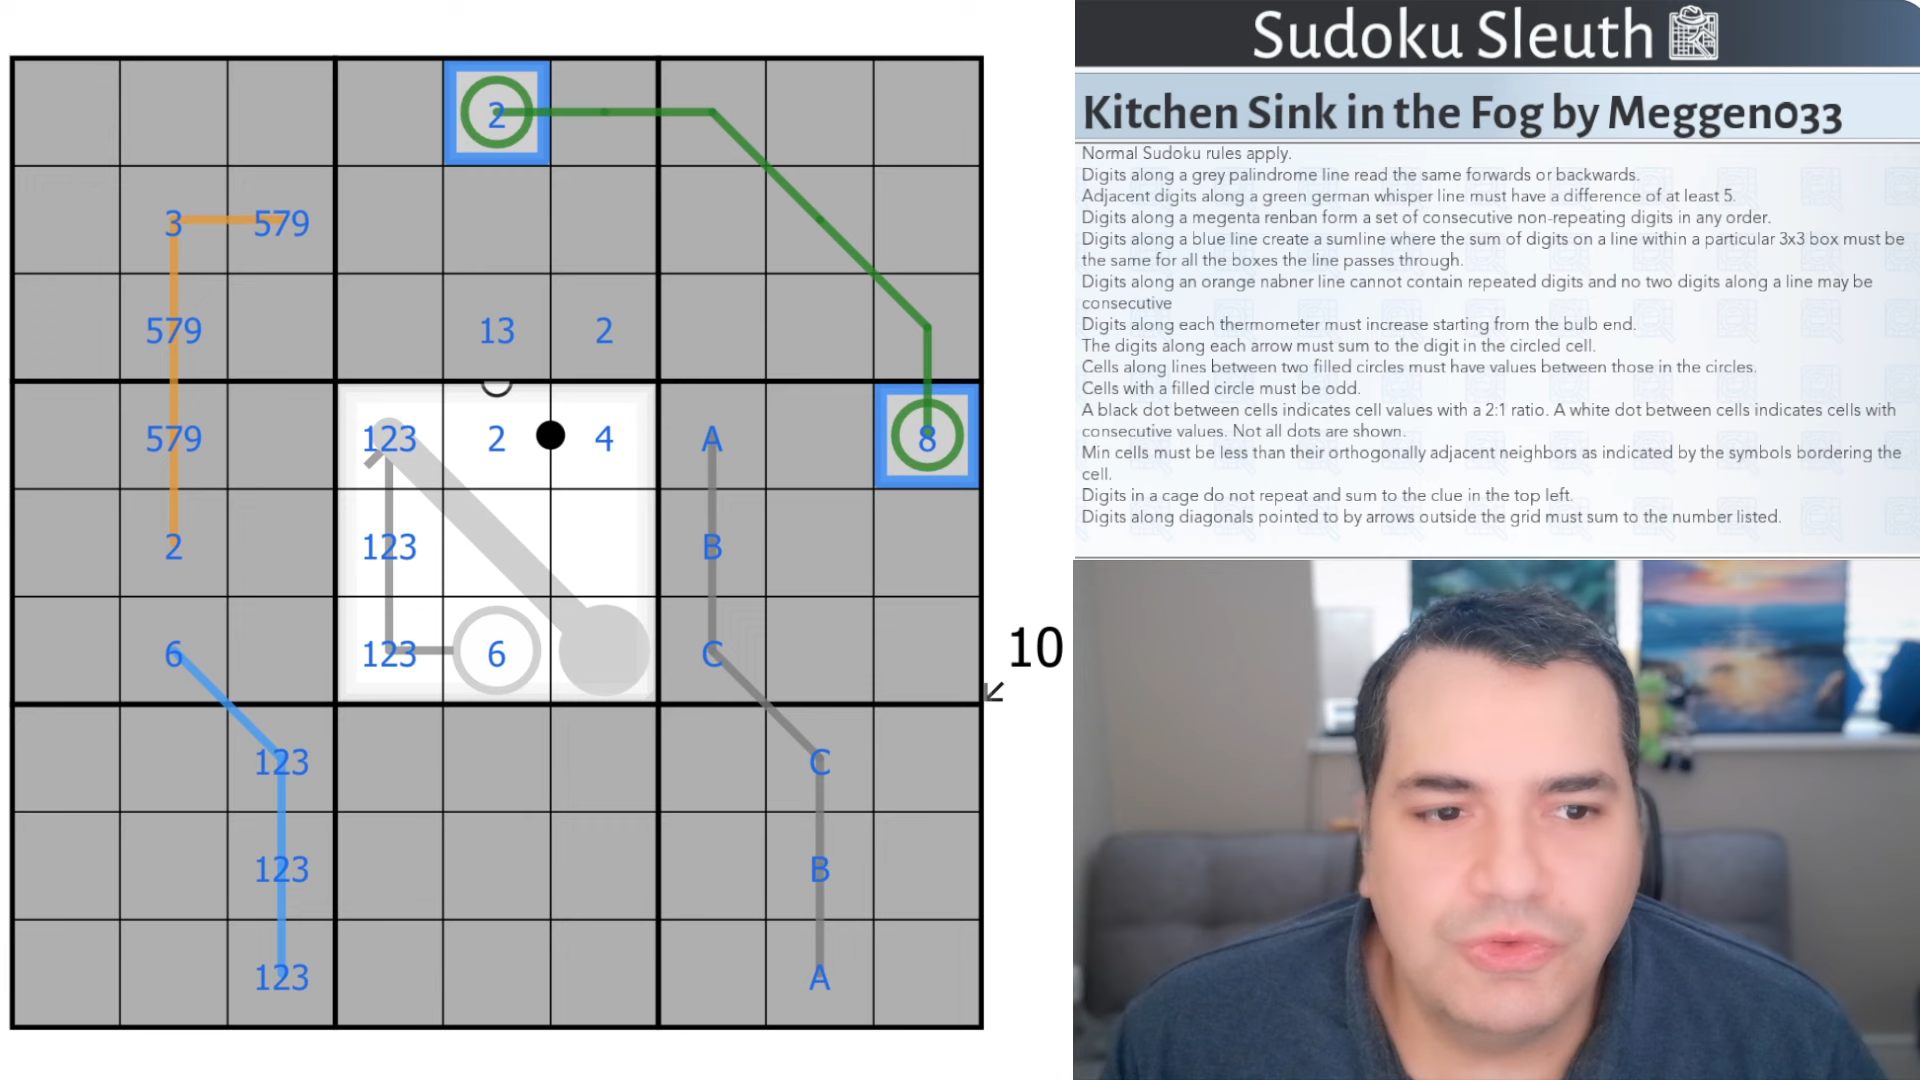 Sudoku Sleuth
Kitchen Sink in the Fog by Meggen033
Normal Sudoku rules apply.
Digits along a grey palindrome line read the same forwards or backwards.
Adjacent digits along a green german whisper line must have a difference of at least 5.
Digits along a megenta renban form a set of consecutive non-repeating digits in any order.
Digits along a blue line create a sumline where the sum of digits on a line within a particular 3x3 box must be
the same for all the boxes the line passes through.
Digits along an orange nabner line cannot contain repeated digits and no two digits along a line may be
consecutive
Digits along each thermometer must increase starting from the bulb end.
The digits along each arrow must sum to the digit in the circled cell.
Cells along lines between two filled circles must have values between those in the circles.
Cells with a filled circle must be odd.
A black dot between cells indicates cell values with a 2:1 ratio. A white dot between cells indicates cells with
consecutive values. Not all dots are shown.
Min cells must be less than their orthogonally adjacent neighbors as indicated by the symbols bordering the
cell.
Digits in a cage do not repeat and sum to the clue in the top left.
Digits along diagonals pointed to by arrows outside the grid must sum to the number listed.
2
3 579
579 13 2
579 123 2 4 A 8
2 123 B
6 123 6 C 10
123 C
123 B
123 A